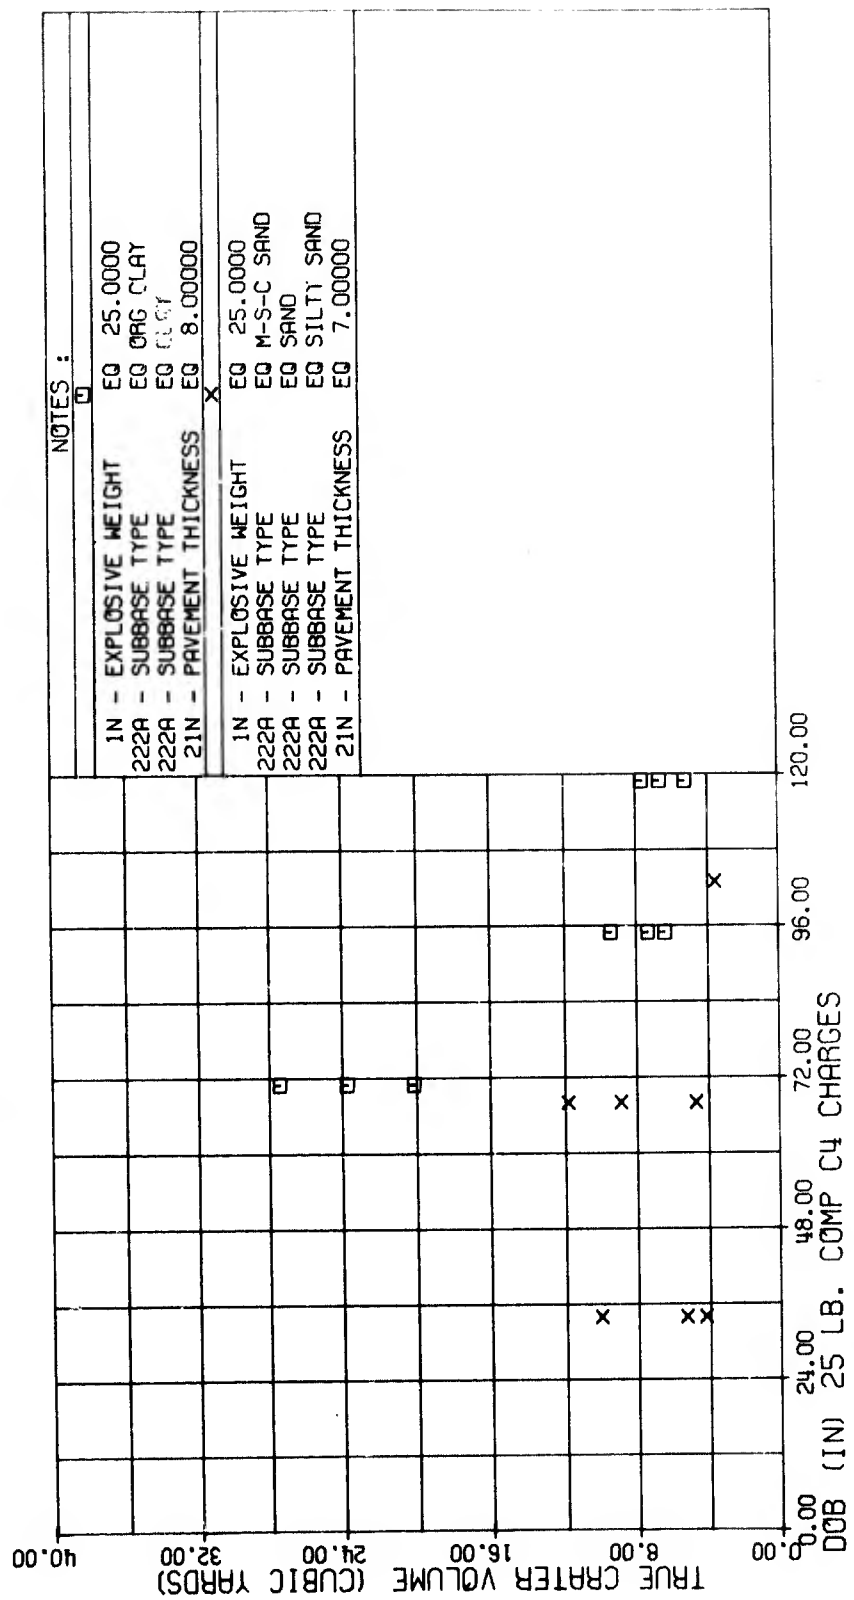 NOTES :
1N - EXPLOSIVE WEIGHT EQ 25.0000
222A - SUBBASE TYPE EQ ORG CLAY
222A - SUBBASE TYPE EQ CLAY
21N - PAVEMENT THICKNESS EQ 8.00000
1N - EXPLOSIVE WEIGHT EQ 25.0000
222A - SUBBASE TYPE EQ M-S-C SAND
222A - SUBBASE TYPE EQ SAND
222A - SUBBASE TYPE EQ SILTY SAND
21N - PAVEMENT THICKNESS EQ 7.00000
TRUE CRATER VOLUME (CUBIC YARDS)
40.00
32.00
24.00
16.00
8.00
0.00
0.00 24.00 48.00 72.00 96.00 120.00
DOB (IN) 25 LB. COMP C4 CHARGES